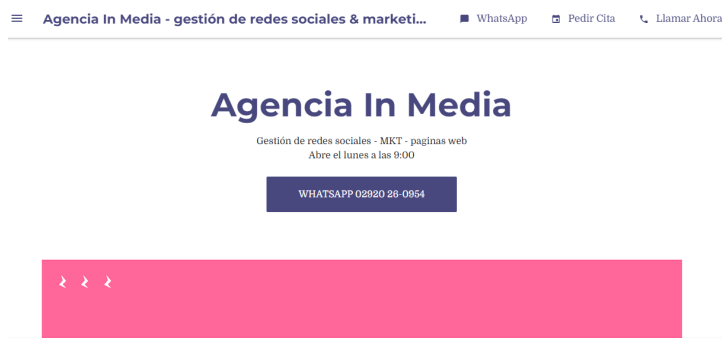 Agencia In Media - gestión de redes sociales & marketi...
WhatsApp
Pedir Cita
Llamar Ahora
Agencia In Media
Gestión de redes sociales - MKT - paginas web
Abre el lunes a las 9:00
WHATSAPP 02920 26-0954